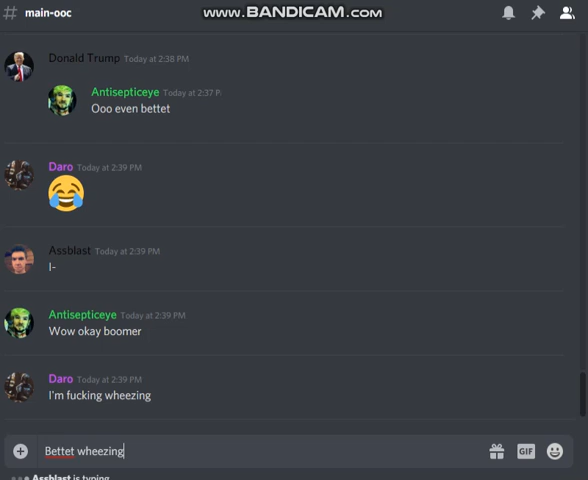 # main-ooc
www.BANDICAM.com
Donald Trump Today at 2:38 PM
Antisepticeye Today at 2:37 P
Ooo even bettet
Daro Today at 2:39 PM
Assblast Today at 2:39 PM
I-
Antisepticeye Today at 2:39 PM
Wow okay boomer
Daro Today at 2:39 PM
I'm fucking wheezing
Bettet wheezing
GIF
Assblast is typing